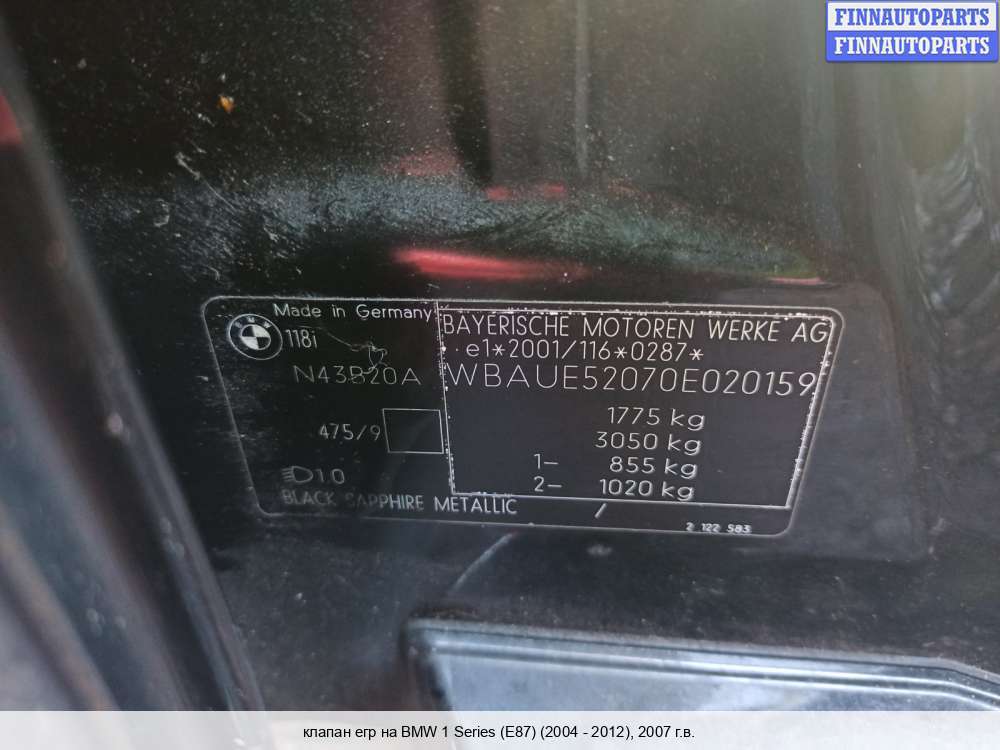 FINNAUTOPARTS
FINNAUTOPARTS
Made in Germany
BMW
118i
N43B20A
475/9
1.0
BLACK SAPPHIRE METALLIC
BAYERISCHE MOTOREN WERKE AG
e1*2001/116*0287*
WBAUE52070E020159
1775 kg
3050 kg
1- 855 kg
2- 1020 kg
/
2 122 583
клапан егр на BMW 1 Series (E87) (2004 - 2012), 2007 г.в.